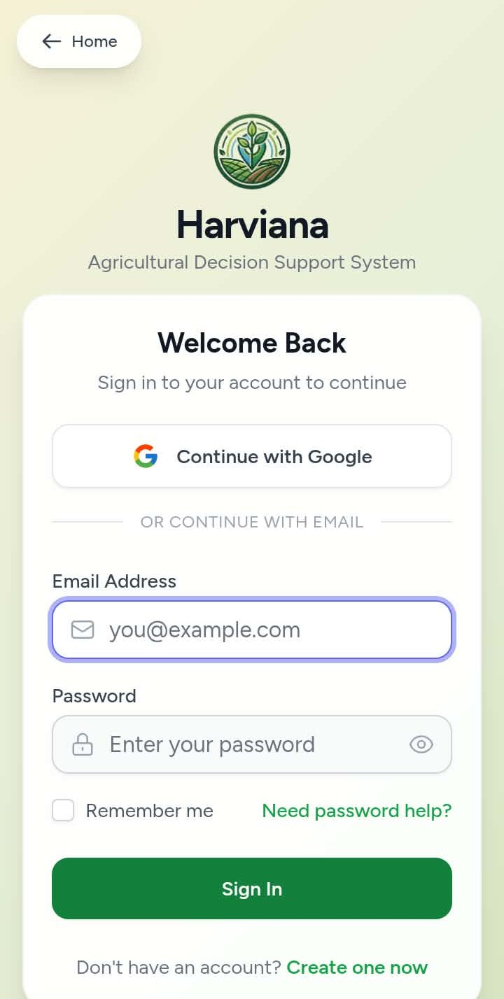 Home
Harviana
Agricultural Decision Support System
Welcome Back
Sign in to your account to continue
Continue with Google
OR CONTINUE WITH EMAIL
Email Address
you@example.com
Password
Enter your password
Remember me
Need password help?
Sign In
Don't have an account? Create one now